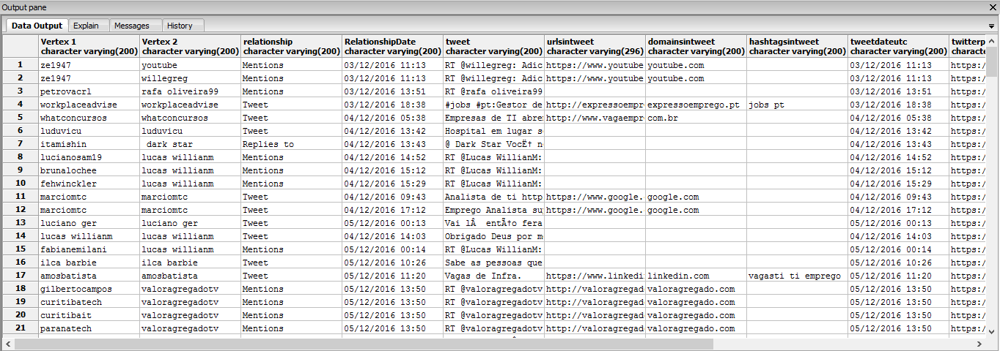 Output pane
Data Output Explain Messages History
Vertex 1 Vertex 2 relationship RelationshipDate tweet urlsintweet domainsintweet hashtagsintweet tweetdateutc twitterp
character varying(200) character varying(200) character varying(200) character varying(200) character varying(200) character varying(296) character varying(200) character varying(200) character varying(200) characte
1 ze1947 youtube Mentions 03/12/2016 11:13 RT @willegreg: Adic https://www.youtube youtube.com 03/12/2016 11:13 https:/
2 ze1947 willegreg Mentions 03/12/2016 11:13 RT @willegreg: Adic https://www.youtube youtube.com 03/12/2016 11:13 https:/
3 petrovacrl rafa oliveira99 Mentions 03/12/2016 13:51 RT @rafa oliveira99 03/12/2016 13:51 https:/
4 workplaceadvise workplaceadvise Tweet 03/12/2016 18:38 #jobs #pt:Gestor de http://expressoempr expressoemprego.pt jobs pt 03/12/2016 18:38 https:/
5 whatconcursos whatconcursos Tweet 04/12/2016 05:38 Empresas de TI abre http://www.vagaempr com.br 04/12/2016 05:38 https:/
6 luduvicu luduvicu Tweet 04/12/2016 13:42 Hospital em lugar s 04/12/2016 13:42 https:/
7 itamishin dark star Replies to 04/12/2016 13:43 @ Dark Star VocË† n 04/12/2016 13:43 https:/
8 lucianosam19 lucas willianm Mentions 04/12/2016 14:52 RT @Lucas WillianM: 04/12/2016 14:52 https:/
9 brunalochee lucas willianm Mentions 04/12/2016 15:12 RT @Lucas WillianM: 04/12/2016 15:12 https:/
10 fehwinckler lucas willianm Mentions 04/12/2016 15:29 RT @Lucas WillianM: 04/12/2016 15:29 https:/
11 marciomtc marciomtc Tweet 04/12/2016 09:43 Analista de ti http https://www.google. google.com 04/12/2016 09:43 https:/
12 marciomtc marciomtc Tweet 04/12/2016 17:12 Emprego Analista su https://www.google. google.com 04/12/2016 17:12 https:/
13 luciano ger luciano ger Tweet 05/12/2016 00:13 Vai lÂ entÃto fera 05/12/2016 00:13 https:/
14 lucas willianm lucas willianm Tweet 04/12/2016 14:03 Obrigado Deus por m 04/12/2016 14:03 https:/
15 fabianemilani lucas willianm Mentions 05/12/2016 00:14 RT @Lucas WillianM: 05/12/2016 00:14 https:/
16 ilca barbie ilca barbie Tweet 05/12/2016 10:26 Sabe as pessoas que 05/12/2016 10:26 https:/
17 amosbatista amosbatista Tweet 05/12/2016 11:20 Vagas de Infra. https://www.linkedi linkedin.com vagasti ti emprego 05/12/2016 11:20 https:/
18 gilbertocampos valoragregadotv Mentions 05/12/2016 13:50 RT @valoragregadotv http://valoragregad valoragregado.com 05/12/2016 13:50 https:/
19 curitibatech valoragregadotv Mentions 05/12/2016 13:50 RT @valoragregadotv http://valoragregad valoragregado.com 05/12/2016 13:50 https:/
20 curitibait valoragregadotv Mentions 05/12/2016 13:50 RT @valoragregadotv http://valoragregad valoragregado.com 05/12/2016 13:50 https:/
21 paranatech valoragregadotv Mentions 05/12/2016 13:50 RT @valoragregadotv http://valoragregad valoragregado.com 05/12/2016 13:50 https:/